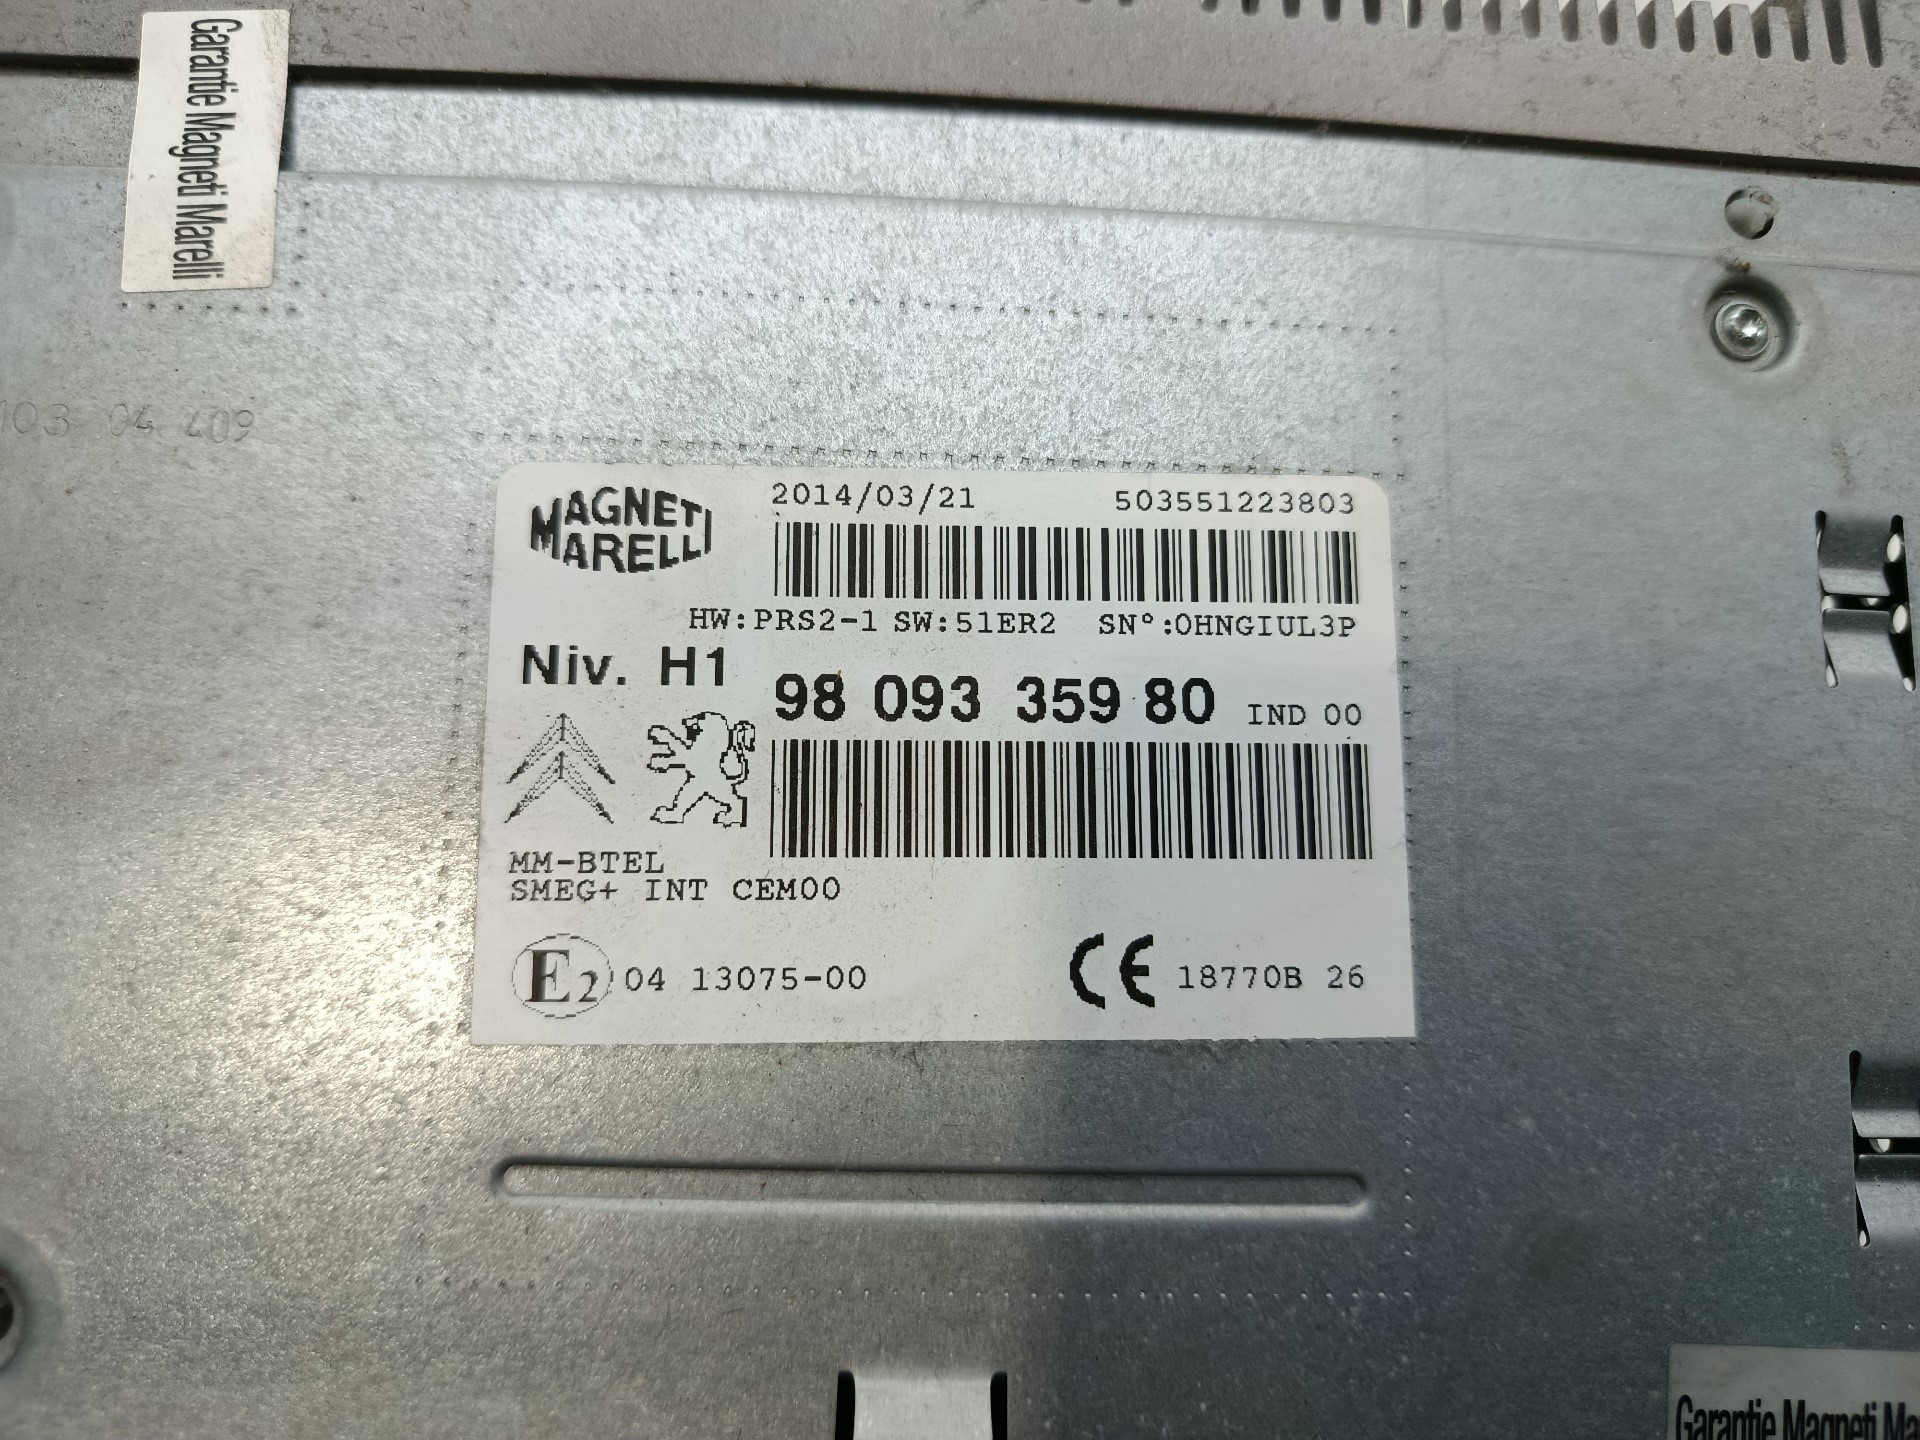 Garantie Magneti Marelli
103 04 409
MAGNETI
MARELLI
2014/03/21 503551223803
HW:PRS2-1 SW:51ER2 SN°:0HNGIUL3P
Niv. H1
98 093 359 80 IND 00
MM-BTEL
SMEG+ INT CEM00
E2 04 13075-00 CE 18770B 26
Garantie Magneti Ma